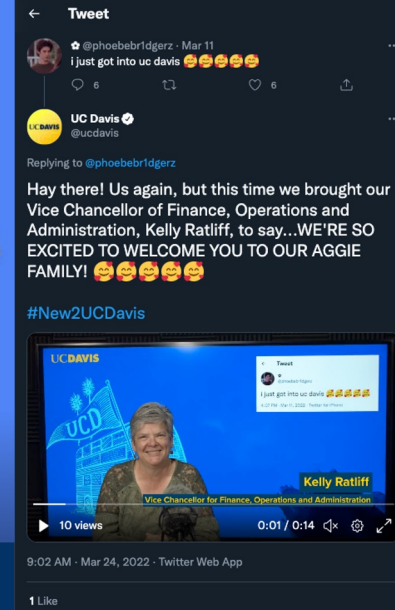 Tweet
✿ @phoebebr1dgerz · Mar 11
i just got into uc davis 🥰🥰🥰🥰🥰
6
6
UCDAVIS
UC Davis
@ucdavis
Replying to @phoebebr1dgerz
Hay there! Us again, but this time we brought our
Vice Chancellor of Finance, Operations and
Administration, Kelly Ratliff, to say...WE'RE SO
EXCITED TO WELCOME YOU TO OUR AGGIE
FAMILY! 🥰🥰🥰🥰🥰
#New2UCDavis
UCDAVIS
Tweet
i just got into uc davis 🥰🥰🥰🥰🥰
UCD
Kelly Ratliff
Vice Chancellor for Finance, Operations and Administration
10 views
0:01 / 0:14
9:02 AM · Mar 24, 2022 · Twitter Web App
1 Like